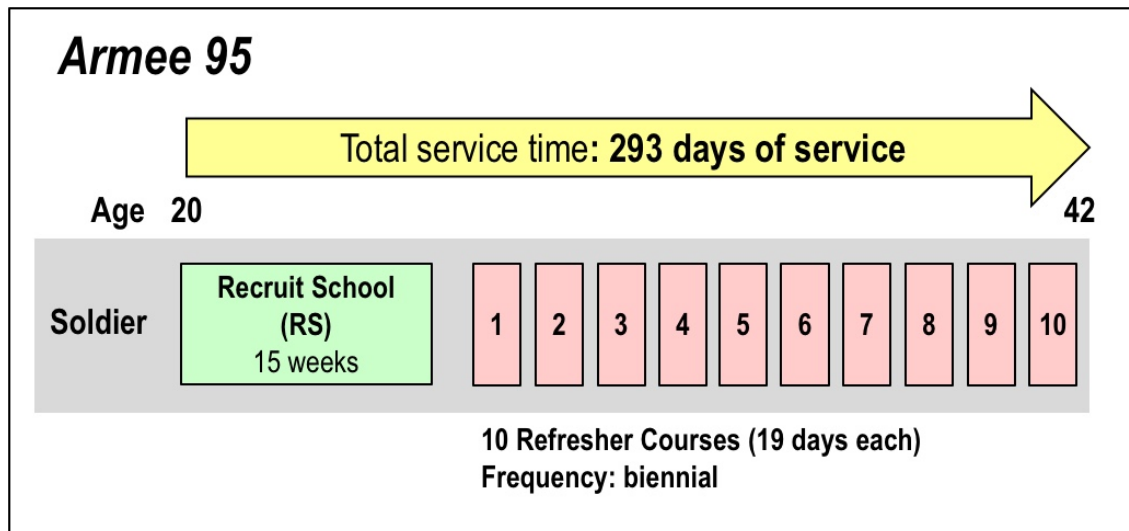 Armee 95
Total service time: 293 days of service
Age 20 42
Soldier
Recruit School
(RS)
15 weeks
1 2 3 4 5 6 7 8 9 10
10 Refresher Courses (19 days each)
Frequency: biennial